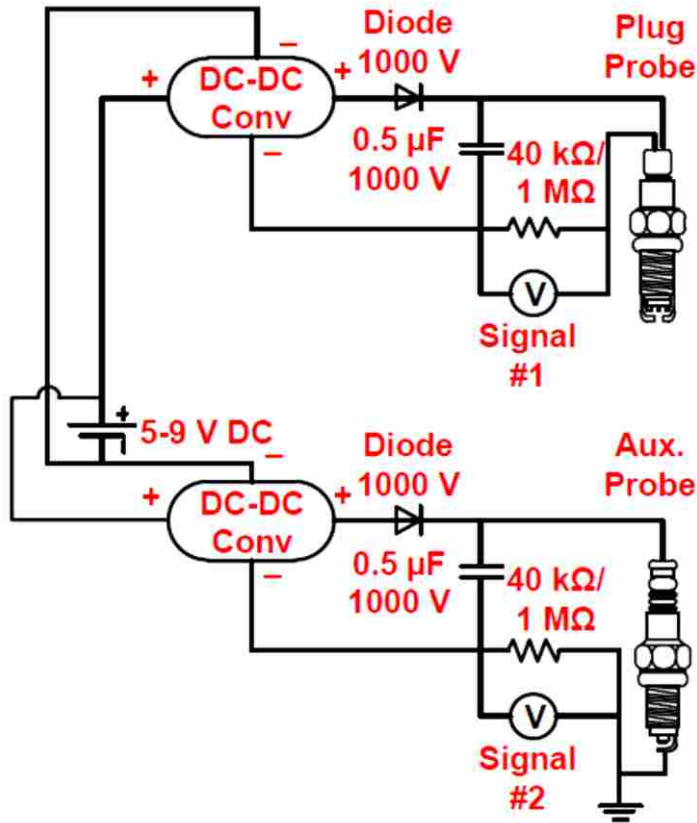 Diode
1000 V
Plug
Probe
–
+
DC-DC
Conv
+
–
0.5 µF
1000 V
40 kΩ/
1 MΩ
V
Signal
#1
+
5-9 V DC
Diode
1000 V
Aux.
Probe
–
+
DC-DC
Conv
+
–
0.5 µF
1000 V
40 kΩ/
1 MΩ
V
Signal
#2